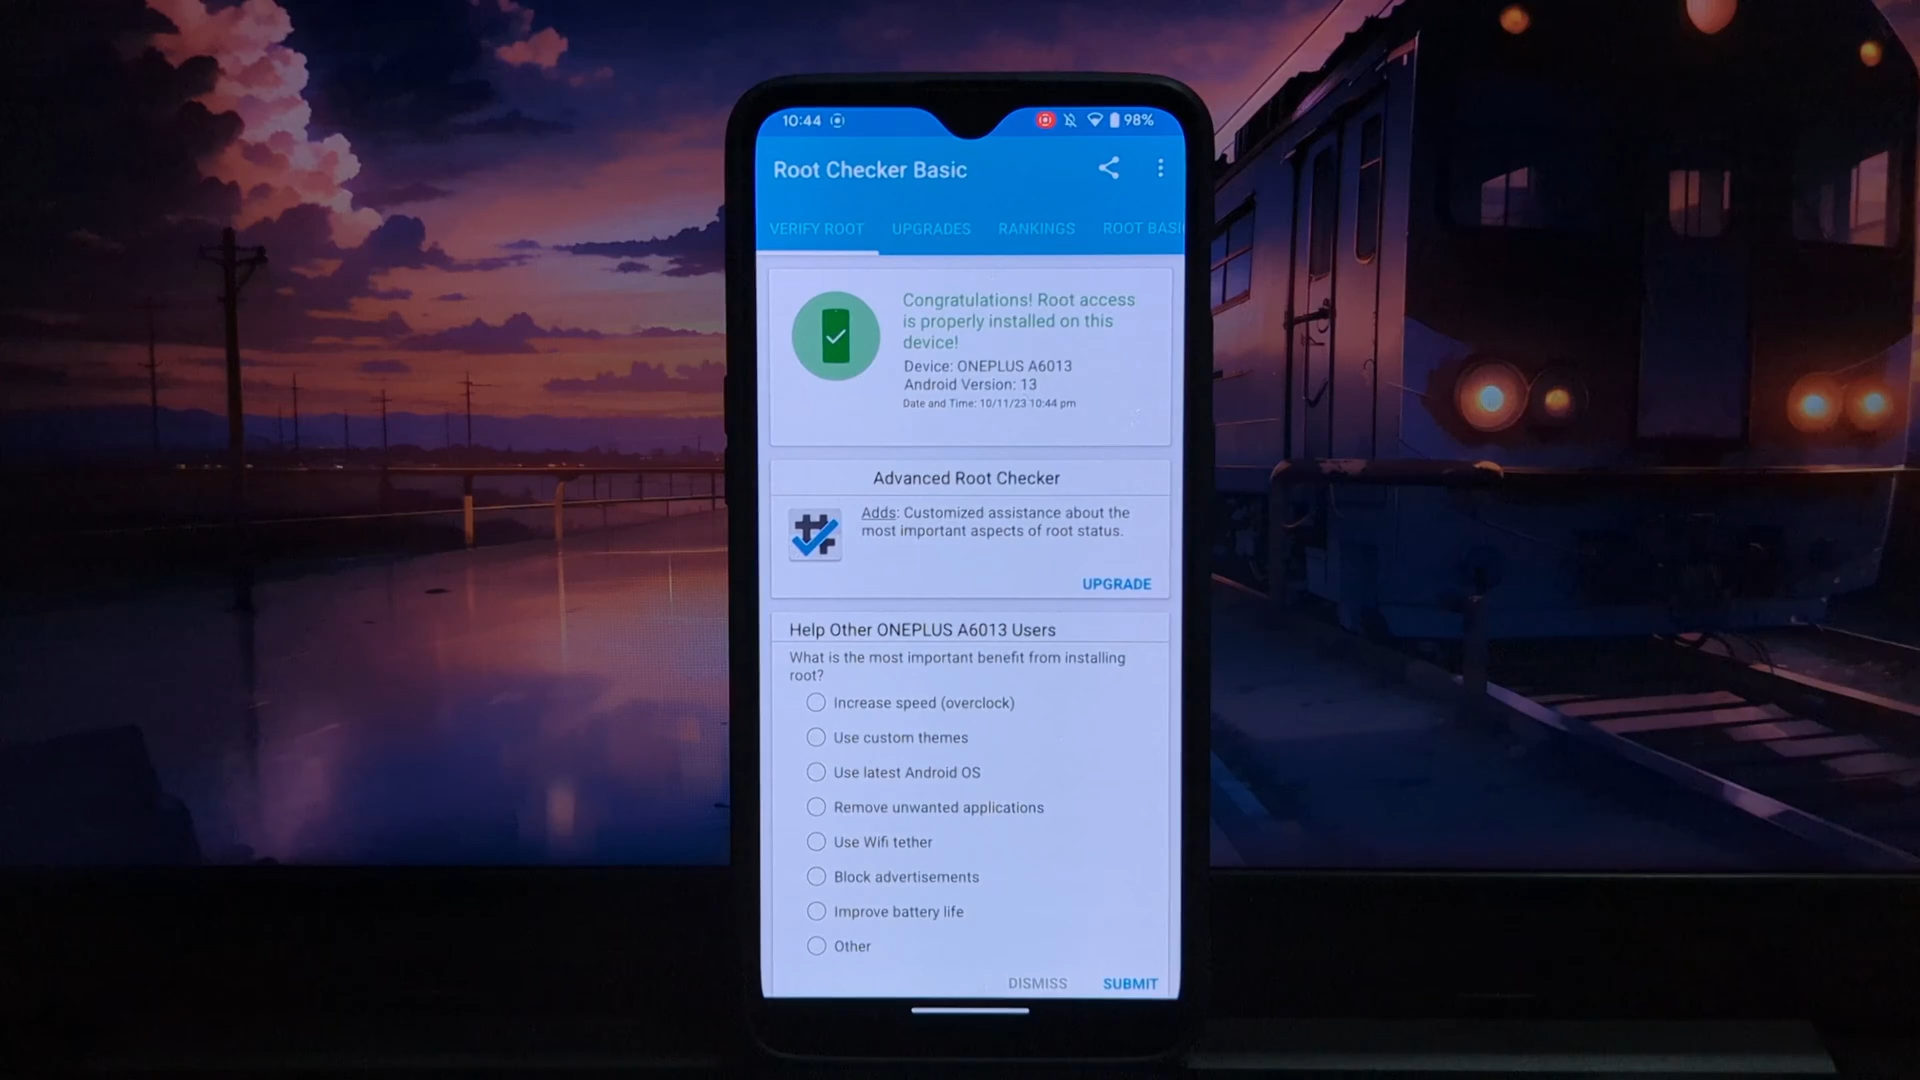 10:44
98%
Root Checker Basic
VERIFY ROOT UPGRADES RANKINGS ROOT BASI
Congratulations! Root access
is properly installed on this
device!
Device: ONEPLUS A6013
Android Version: 13
Date and Time: 10/11/23 10:44 pm
Advanced Root Checker
Adds: Customized assistance about the
most important aspects of root status.
UPGRADE
Help Other ONEPLUS A6013 Users
What is the most important benefit from installing
root?
Increase speed (overclock)
Use custom themes
Use latest Android OS
Remove unwanted applications
Use Wifi tether
Block advertisements
Improve battery life
Other
DISMISS SUBMIT